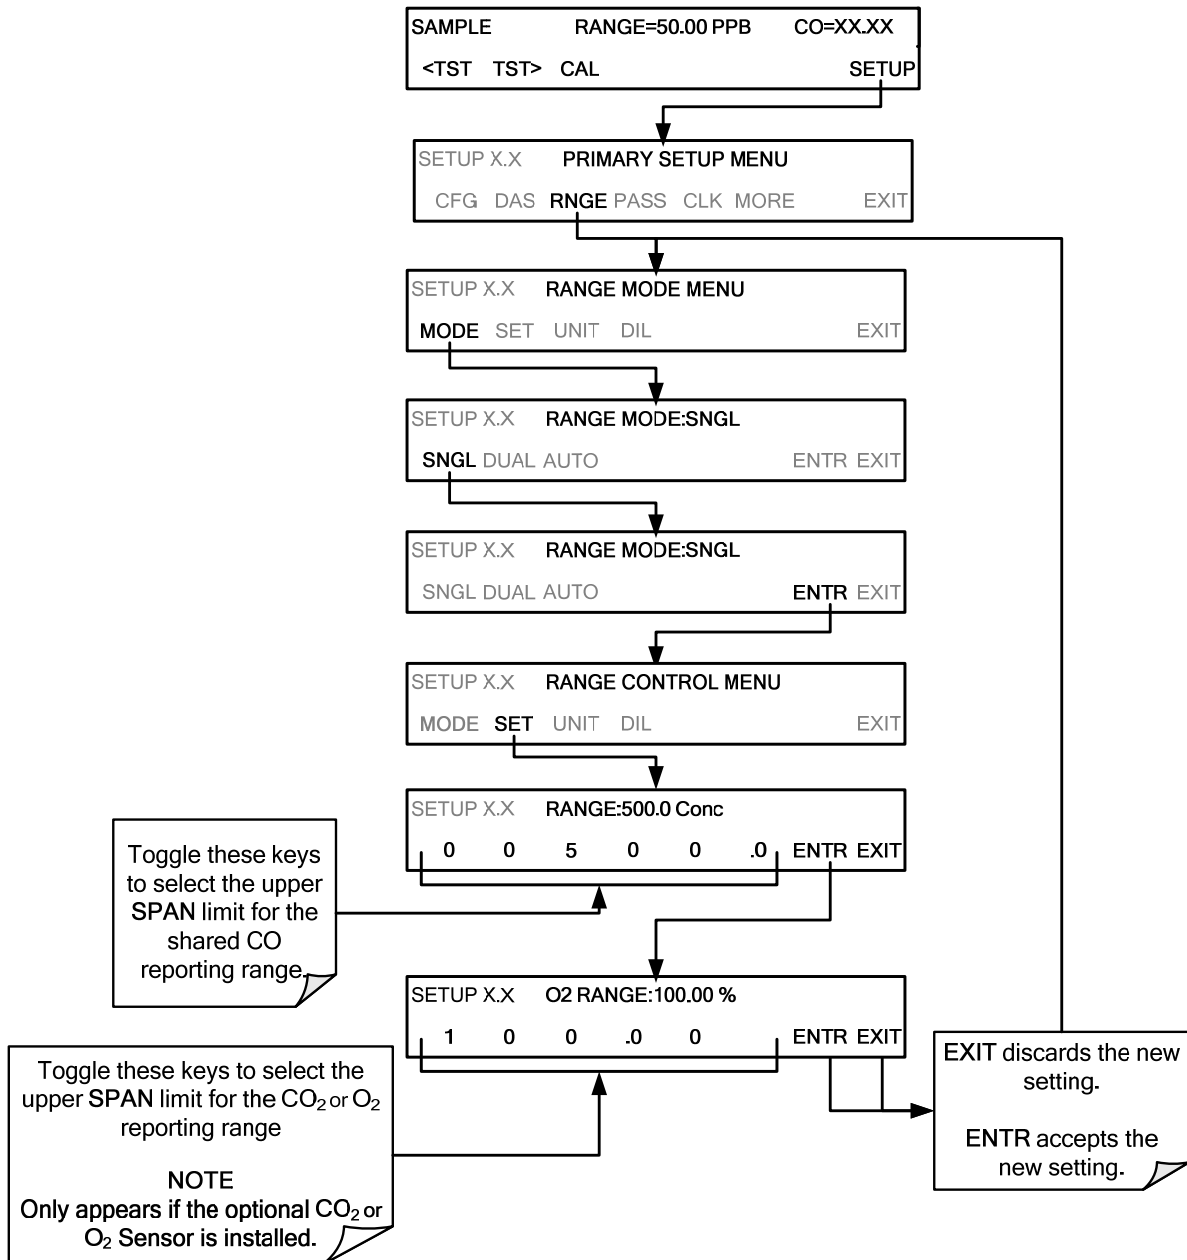 SAMPLE RANGE=50.00 PPB CO=XX.XX
<TST TST> CAL SETUP
SETUP X.X PRIMARY SETUP MENU
CFG DAS RNGE PASS CLK MORE EXIT
SETUP X.X RANGE MODE MENU
MODE SET UNIT DIL EXIT
SETUP X.X RANGE MODE:SNGL
SNGL DUAL AUTO ENTR EXIT
SETUP X.X RANGE MODE:SNGL
SNGL DUAL AUTO ENTR EXIT
SETUP X.X RANGE CONTROL MENU
MODE SET UNIT DIL EXIT
SETUP X.X RANGE:500.0 Conc
0 0 5 0 0 .0 ENTR EXIT
Toggle these keys
to select the upper
SPAN limit for the
shared CO
reporting range.
SETUP X.X O2 RANGE:100.00 %
1 0 0 .0 0 ENTR EXIT
Toggle these keys to select the
upper SPAN limit for the CO₂ or O₂
reporting range
NOTE
Only appears if the optional CO₂ or
O₂ Sensor is installed.
EXIT discards the new
setting.
ENTR accepts the
new setting.